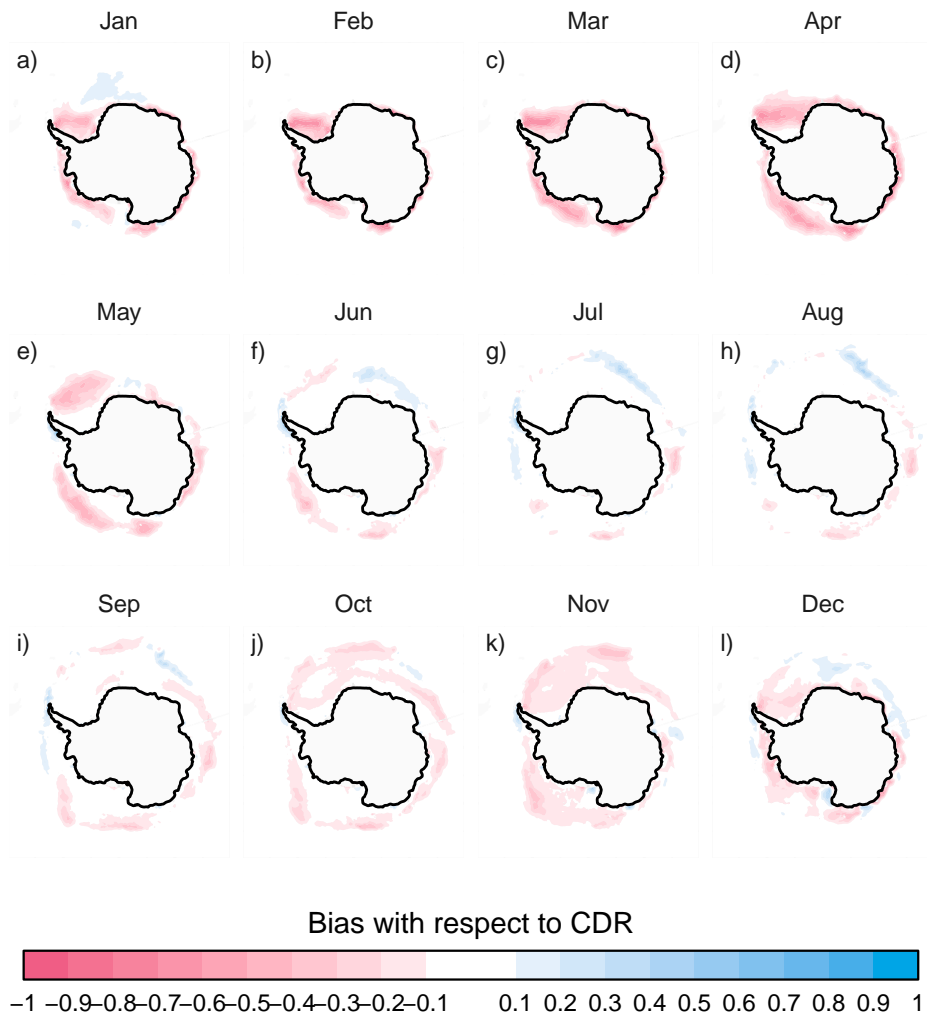 Jan Feb Mar Apr
a) b) c) d)
May Jun Jul Aug
e) f) g) h)
Sep Oct Nov Dec
i) j) k) l)
Bias with respect to CDR
−1 −0.9−0.8−0.7−0.6−0.5−0.4−0.3−0.2−0.1 0.1 0.2 0.3 0.4 0.5 0.6 0.7 0.8 0.9 1